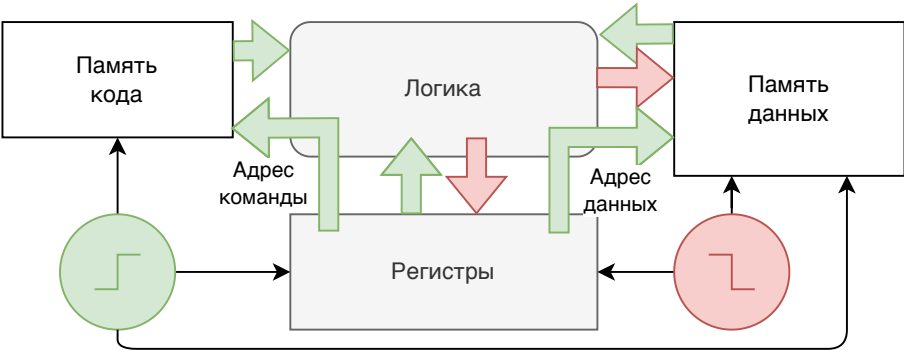 Память
кода
Логика
Память
данных
Адрес
команды
Адрес
данных
Регистры